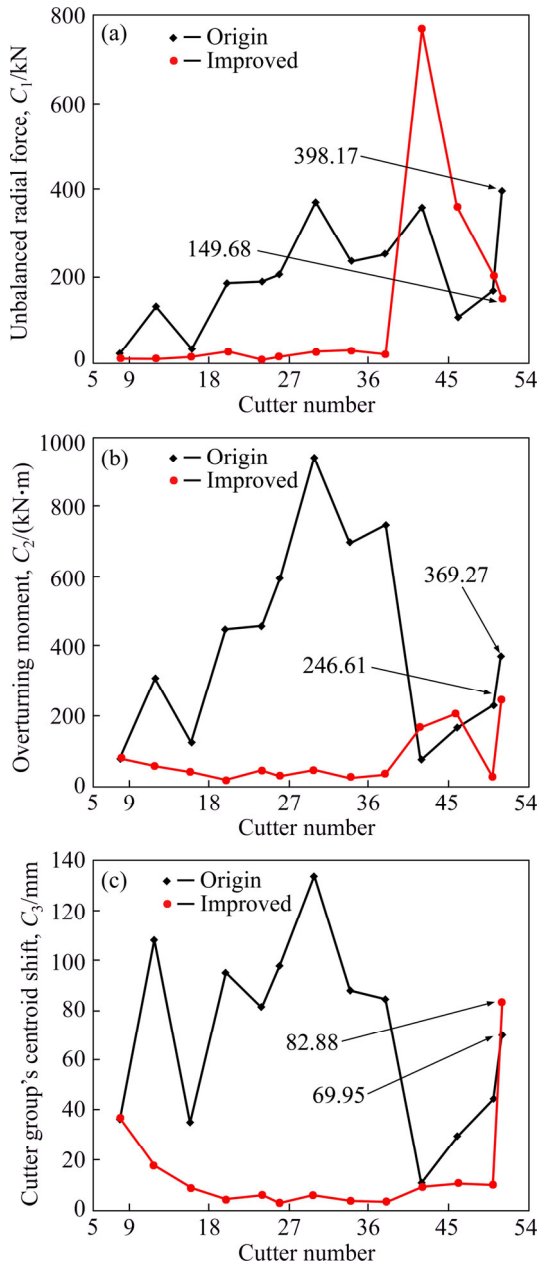 800
(a)
Origin
Improved
600
400
200
0
398.17
149.68
Unbalanced radial force, C1/kN
5 9 18 27 36 45 54
Cutter number
1000
(b)
Origin
Improved
800
600
400
200
0
369.27
246.61
Overturning moment, C2/(kN·m)
5 9 18 27 36 45 54
Cutter number
140
(c)
Origin
Improved
120
100
80
60
40
20
0
82.88
69.95
Cutter group's centroid shift, C3/mm
5 9 18 27 36 45 54
Cutter number